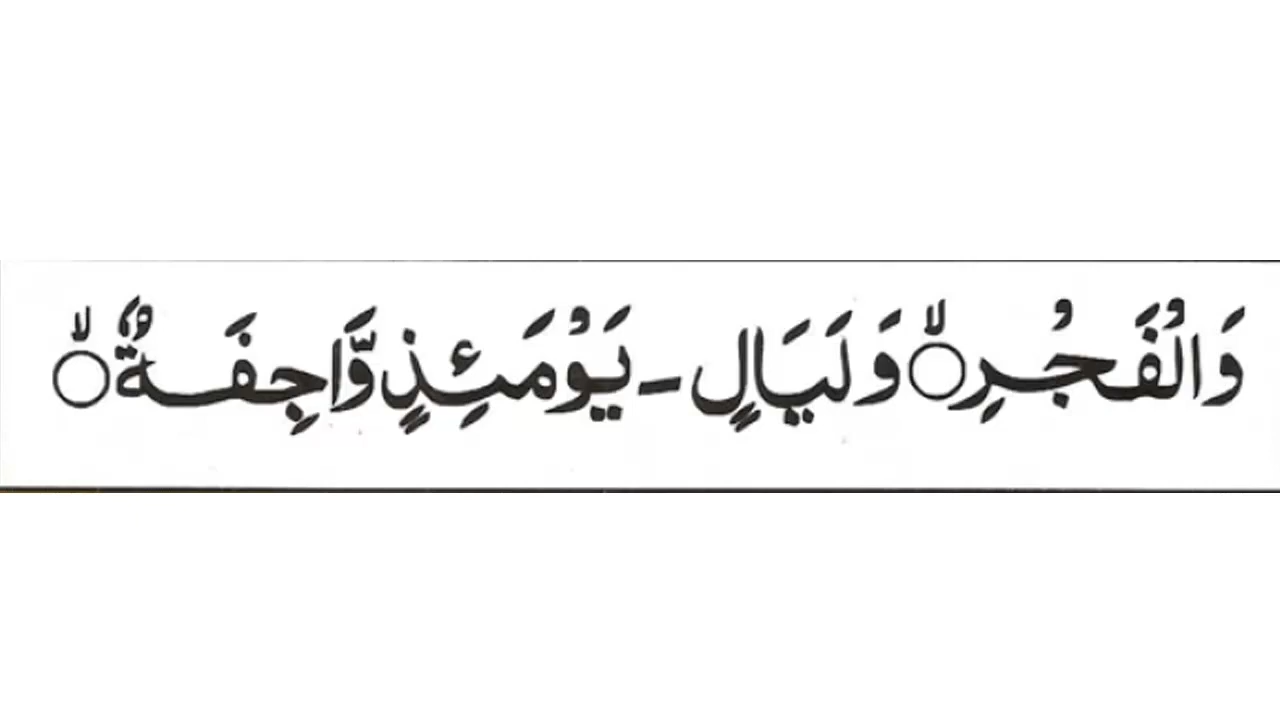 وَالْفَجْرِ ۙ○ وَ لَيَالٍ - يَوْمَئِذٍ وَّاجِفَةٌ ۙ○